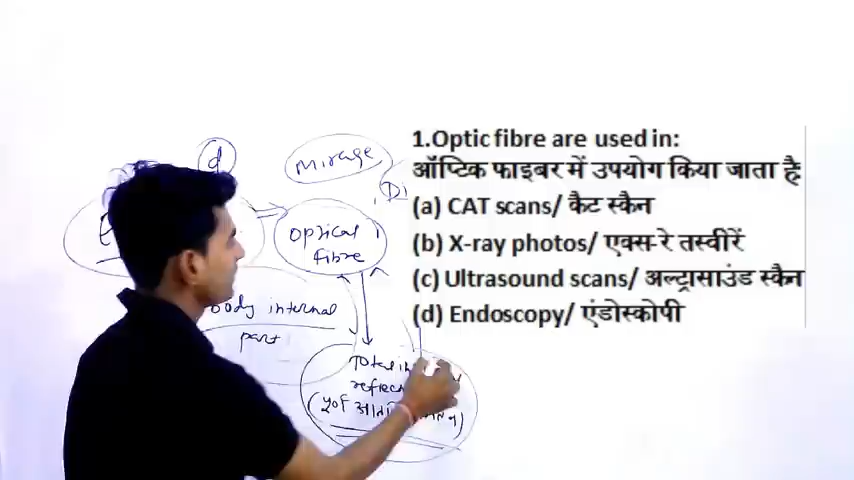 1.Optic fibre are used in:
ऑप्टिक फाइबर में उपयोग किया जाता है
(a) CAT scans/ कैट स्कैन
(b) X-ray photos/ एक्स-रे तस्वीरें
(c) Ultrasound scans/ अल्ट्रासाउंड स्कैन
(d) Endoscopy/ एंडोस्कोपी
d
Mirage
optical
fibre
body internal
part
Total